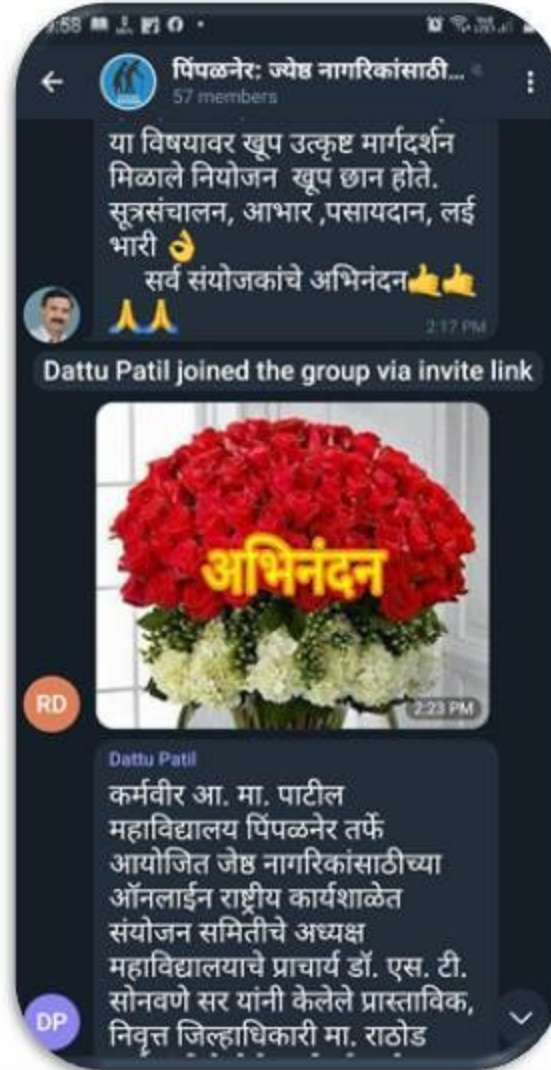 :58
पिंपळनेर: ज्येष्ठ नागरिकांसाठी...
57 members
या विषयावर खूप उत्कृष्ट मार्गदर्शन
मिळाले नियोजन खूप छान होते.
सूत्रसंचालन, आभार ,पसायदान, लई
भारी 👌
सर्व संयोजकांचे अभिनंदन🤙🤙
🙏🙏
2:17 PM
Dattu Patil joined the group via invite link
अभिनंदन
RD
2:23 PM
Dattu Patil
कर्मवीर आ. मा. पाटील
महाविद्यालय पिंपळनेर तर्फे
आयोजित जेष्ठ नागरिकांसाठीच्या
ऑनलाईन राष्ट्रीय कार्यशाळेत
संयोजन समितीचे अध्यक्ष
महाविद्यालयाचे प्राचार्य डॉ. एस. टी.
सोनवणे सर यांनी केलेले प्रास्ताविक,
DP
निवृत्त जिल्हाधिकारी मा. राठोड